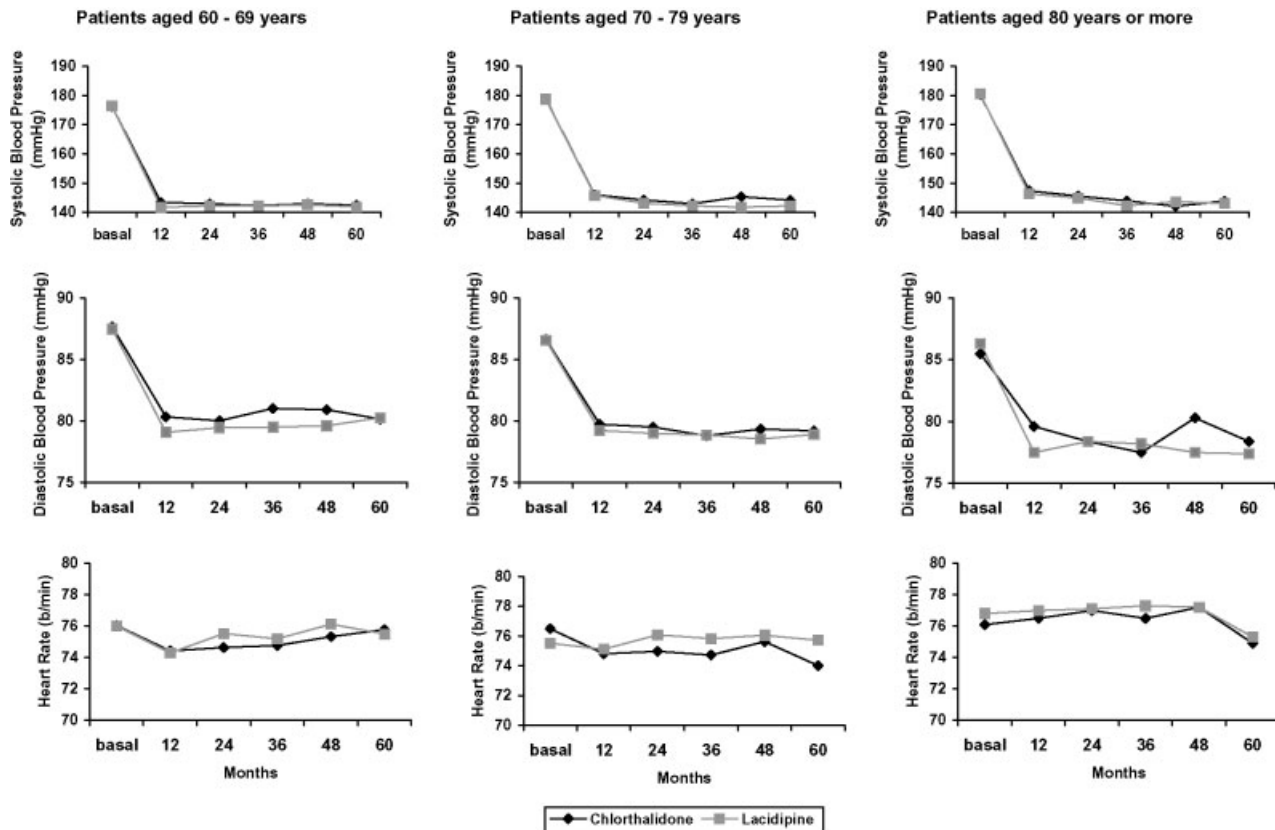 Patients aged 60 - 69 years
Patients aged 70 - 79 years
Patients aged 80 years or more
Systolic Blood Pressure
(mmHg)
190
180
170
160
150
140
basal 12 24 36 48 60
Systolic Blood Pressure
(mmHg)
190
180
170
160
150
140
basal 12 24 36 48 60
Systolic Blood Pressure
(mmHg)
190
180
170
160
150
140
basal 12 24 36 48 60
Diastolic Blood Pressure (mmHg)
90
85
80
75
basal 12 24 36 48 60
Diastolic Blood Pressure (mmHg)
90
85
80
75
basal 12 24 36 48 60
Diastolic Blood Pressure (mmHg)
90
85
80
75
basal 12 24 36 48 60
Heart Rate (b/min)
80
78
76
74
72
70
basal 12 24 36 48 60
Months
Heart Rate (b/min)
80
78
76
74
72
70
basal 12 24 36 48 60
Months
Heart Rate (b/min)
80
78
76
74
72
70
basal 12 24 36 48 60
Months
Chlorthalidone Lacidipine